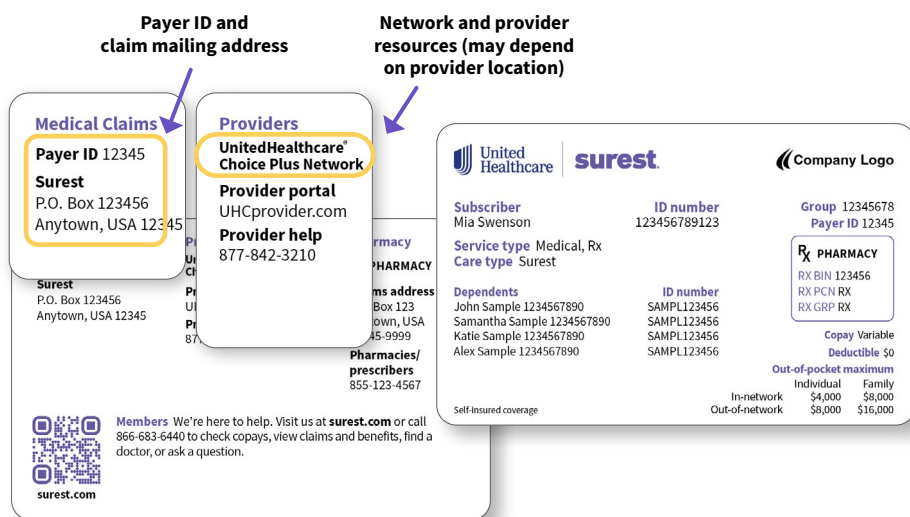 Payer ID and
claim mailing address
Network and provider
resources (may depend
on provider location)
Medical Claims
Payer ID 12345
Surest
P.O. Box 123456
Anytown, USA 12345
Providers
UnitedHealthcare®
Choice Plus Network
Provider portal
UHCprovider.com
Provider help
877-842-3210
Surest
P.O. Box 123456
Anytown, USA 12345
PHARMACY
Box 123
Pharmacies/
prescribers
855-123-4567
Members We’re here to help. Visit us at surest.com or call
866-683-6440 to check copays, view claims and benefits, find a
doctor, or ask a question.
surest.com
United
Healthcare
surest.
Company Logo
Subscriber
Mia Swenson
ID number
123456789123
Group 12345678
Payer ID 12345
Service type Medical, Rx
Care type Surest
Rx PHARMACY
RX BIN 123456
RX PCN RX
RX GRP RX
Dependents ID number
John Sample 1234567890 SAMPL123456
Samantha Sample 1234567890 SAMPL123456
Katie Sample 1234567890 SAMPL123456
Alex Sample 1234567890 SAMPL123456
Copay Variable
Deductible $0
Out-of-pocket maximum
Individual Family
In-network $4,000 $8,000
Out-of-network $8,000 $16,000
Self-insured coverage